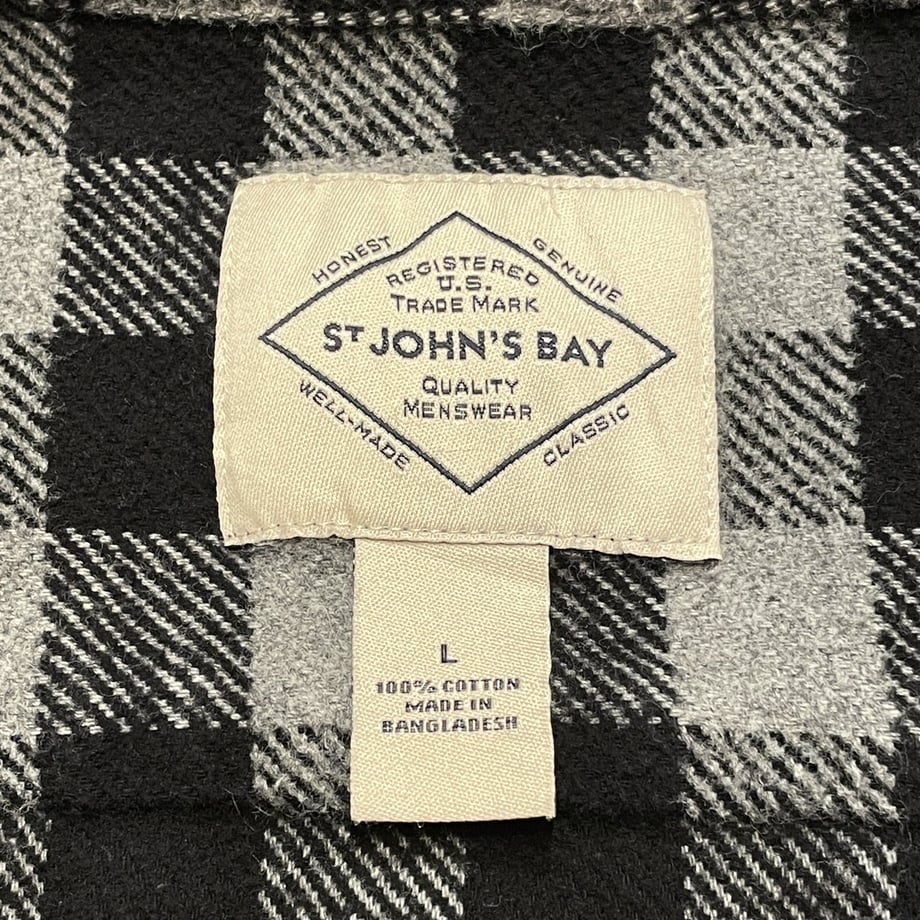 HONEST
GENUINE
REGISTERED
U.S.
TRADE MARK
ST JOHN'S BAY
QUALITY
MENSWEAR
WELL-MADE
CLASSIC
L
100% COTTON
MADE IN
BANGLADESH